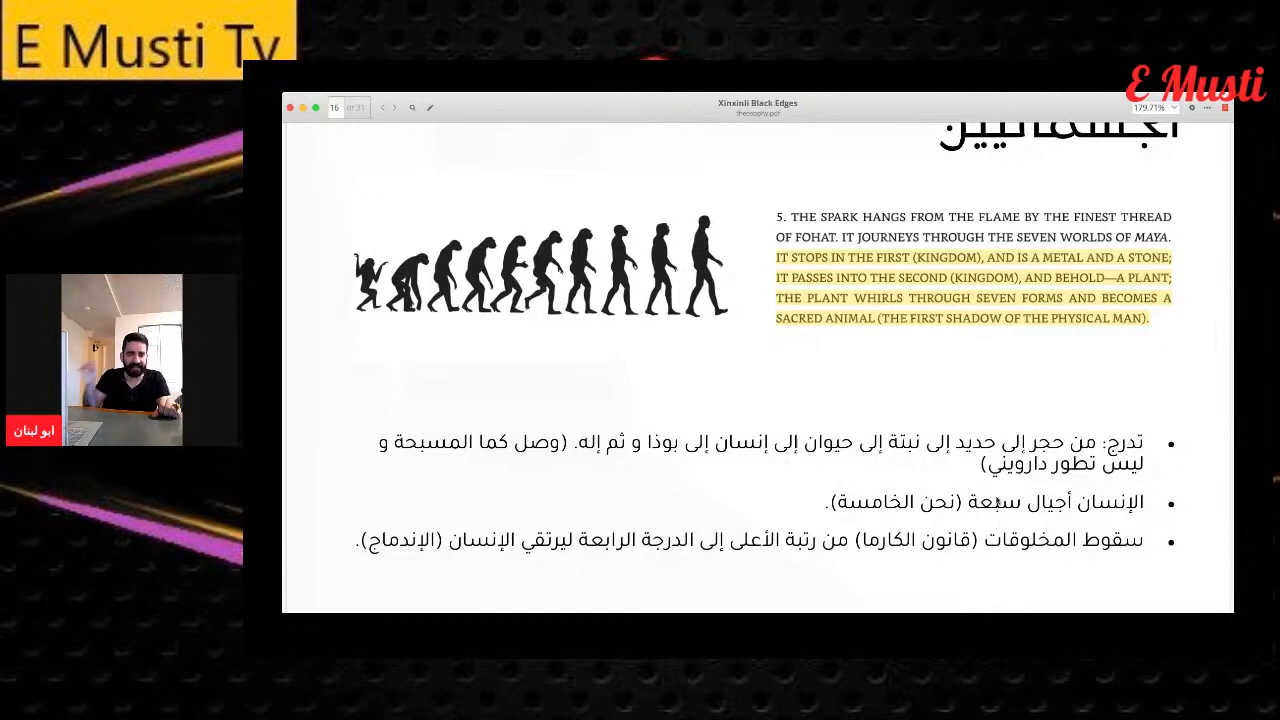 E Musti Tv
E Musti
16 of 31
Xinxinli Black Edges
theosophy.pdf
179.71%
الجسمانيين
5. THE SPARK HANGS FROM THE FLAME BY THE FINEST THREAD
OF FOHAT. IT JOURNEYS THROUGH THE SEVEN WORLDS OF MAYA.
IT STOPS IN THE FIRST (KINGDOM), AND IS A METAL AND A STONE;
IT PASSES INTO THE SECOND (KINGDOM), AND BEHOLD—A PLANT;
THE PLANT WHIRLS THROUGH SEVEN FORMS AND BECOMES A
SACRED ANIMAL (THE FIRST SHADOW OF THE PHYSICAL MAN).
ابو لبنان
• تدرج: من حجر إلى حديد إلى نبتة إلى حيوان إلى إنسان إلى بوذا و ثم إله. (وصل كما المسبحة و
ليس تطور دارويني)
• الإنسان أجيال سبعة (نحن الخامسة).
• سقوط المخلوقات (قانون الكارما) من رتبة الأعلى إلى الدرجة الرابعة ليرتقي الإنسان (الإندماج).